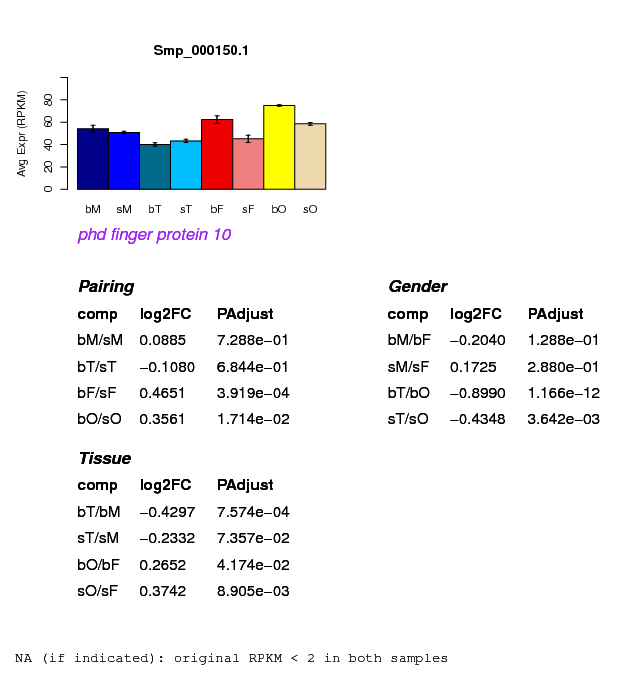 Smp_000150.1
Avg Expr (RPKM)
0 20 40 60 80
bM sM bT sT bF sF bO sO
phd finger protein 10
Pairing
comp log2FC PAdjust
bM/sM 0.0885 7.288e−01
bT/sT −0.1080 6.844e−01
bF/sF 0.4651 3.919e−04
bO/sO 0.3561 1.714e−02
Gender
comp log2FC PAdjust
bM/bF −0.2040 1.288e−01
sM/sF 0.1725 2.880e−01
bT/bO −0.8990 1.166e−12
sT/sO −0.4348 3.642e−03
Tissue
comp log2FC PAdjust
bT/bM −0.4297 7.574e−04
sT/sM −0.2332 7.357e−02
bO/bF 0.2652 4.174e−02
sO/sF 0.3742 8.905e−03
NA (if indicated): original RPKM < 2 in both samples